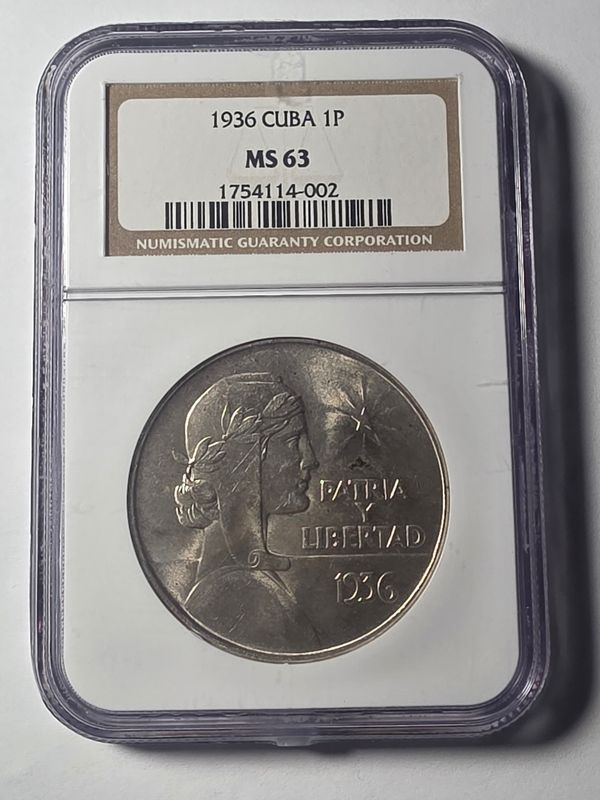 1936 CUBA 1P
MS 63
1754114-002
NUMISMATIC GUARANTY CORPORATION
PATRIA
Y
LIBERTAD
1936